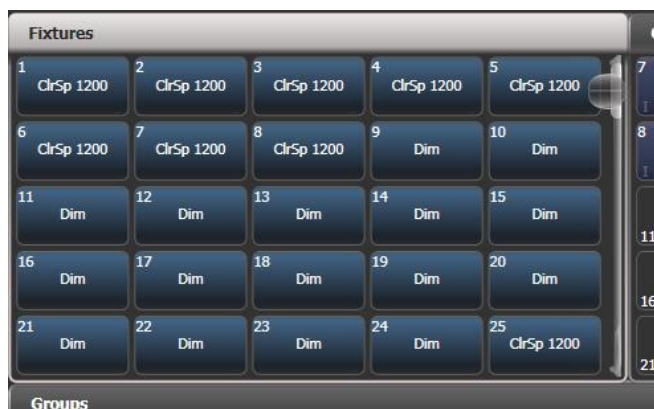 Fixtures
1 2 3 4 5 7
ClrSp 1200 ClrSp 1200 ClrSp 1200 ClrSp 1200 ClrSp 1200
6 7 8 9 10 8
ClrSp 1200 ClrSp 1200 ClrSp 1200 Dim Dim
11 12 13 14 15
Dim Dim Dim Dim Dim
11
16 17 18 19 20
Dim Dim Dim Dim Dim
16
21 22 23 24 25
Dim Dim Dim Dim ClrSp 1200
21
Groups